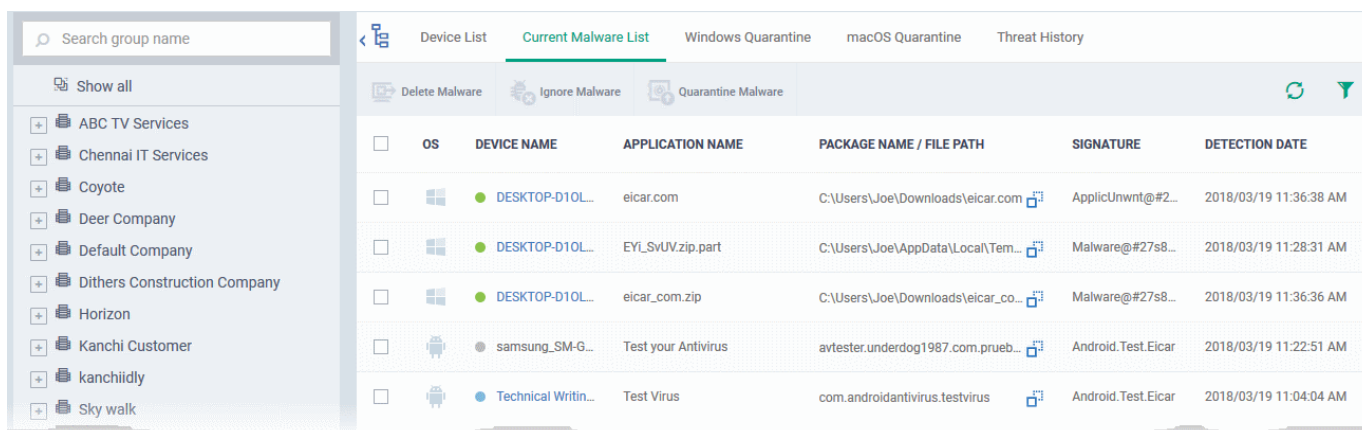 Search group name
Show all
ABC TV Services
Chennai IT Services
Coyote
Deer Company
Default Company
Dithers Construction Company
Horizon
Kanchi Customer
kanchiidly
Sky walk
Device List Current Malware List Windows Quarantine macOS Quarantine Threat History
Delete Malware Ignore Malware Quarantine Malware
OS DEVICE NAME APPLICATION NAME PACKAGE NAME / FILE PATH SIGNATURE DETECTION DATE
DESKTOP-D1OL... eicar.com C:\Users\Joe\Downloads\eicar.com ApplicUnwnt@#2... 2018/03/19 11:36:38 AM
DESKTOP-D1OL... EYi_SvUV.zip.part C:\Users\Joe\AppData\Local\Tem... Malware@#27s8... 2018/03/19 11:28:31 AM
DESKTOP-D1OL... eicar_com.zip C:\Users\Joe\Downloads\eicar_co... Malware@#27s8... 2018/03/19 11:36:36 AM
samsung_SM-G... Test your Antivirus avtester.underdog1987.com.prueb... Android.Test.Eicar 2018/03/19 11:22:51 AM
Technical Writin... Test Virus com.androidantivirus.testvirus Android.Test.Eicar 2018/03/19 11:04:04 AM